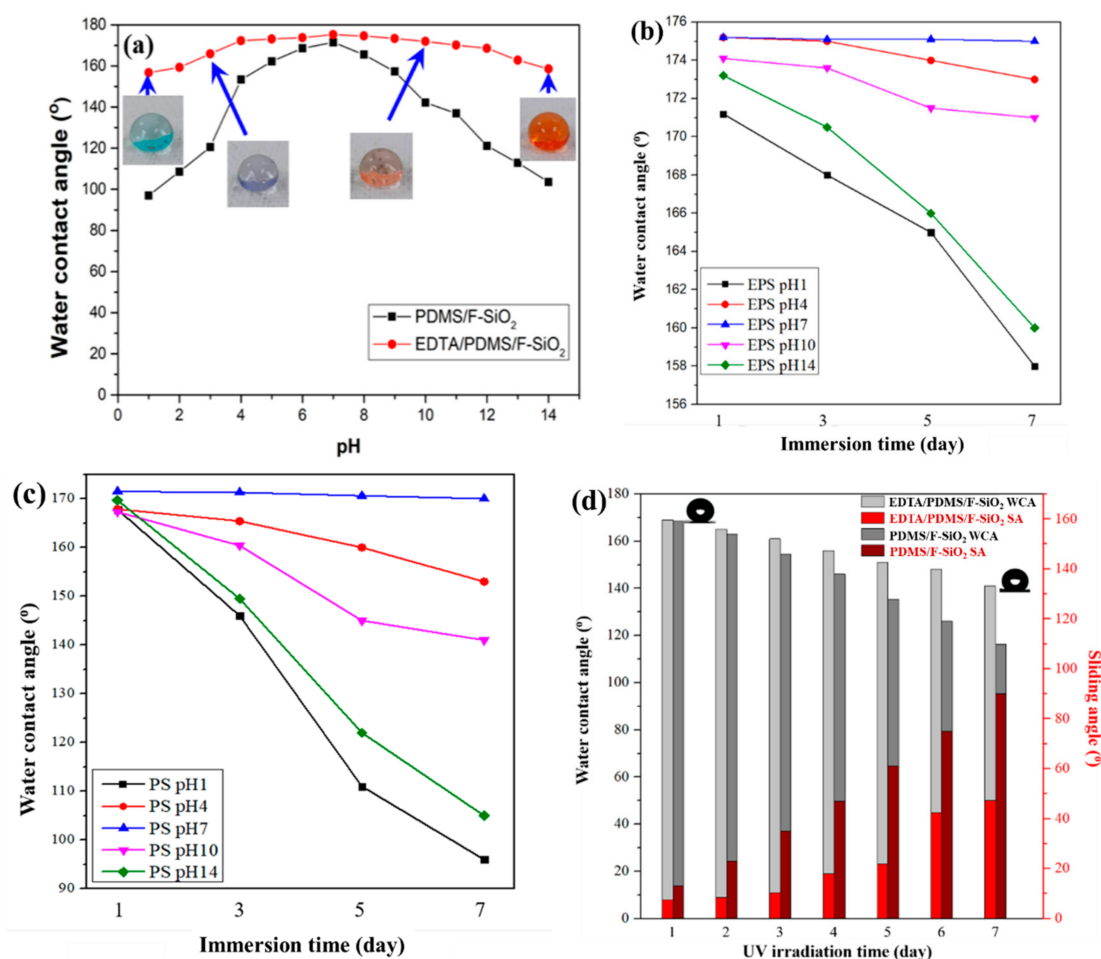 (a)
180
160
140
120
100
80
60
40
20
0
Water contact angle (º)
PDMS/F-SiO₂
EDTA/PDMS/F-SiO₂
0 2 4 6 8 10 12 14
pH
(b)
176
174
172
170
168
166
164
162
160
158
156
Water contact angle (º)
EPS pH1
EPS pH4
EPS pH7
EPS pH10
EPS pH14
1 3 5 7
Immersion time (day)
(c)
170
160
150
140
130
120
110
100
90
Water contact angle (º)
PS pH1
PS pH4
PS pH7
PS pH10
PS pH14
1 3 5 7
Immersion time (day)
(d)
180
160
140
120
100
80
60
40
20
0
Water contact angle (º)
EDTA/PDMS/F-SiO₂ WCA
EDTA/PDMS/F-SiO₂ SA
PDMS/F-SiO₂ WCA
PDMS/F-SiO₂ SA
160
140
120
100
80
60
40
20
0
Sliding angle (º)
1 2 3 4 5 6 7
UV irradiation time (day)